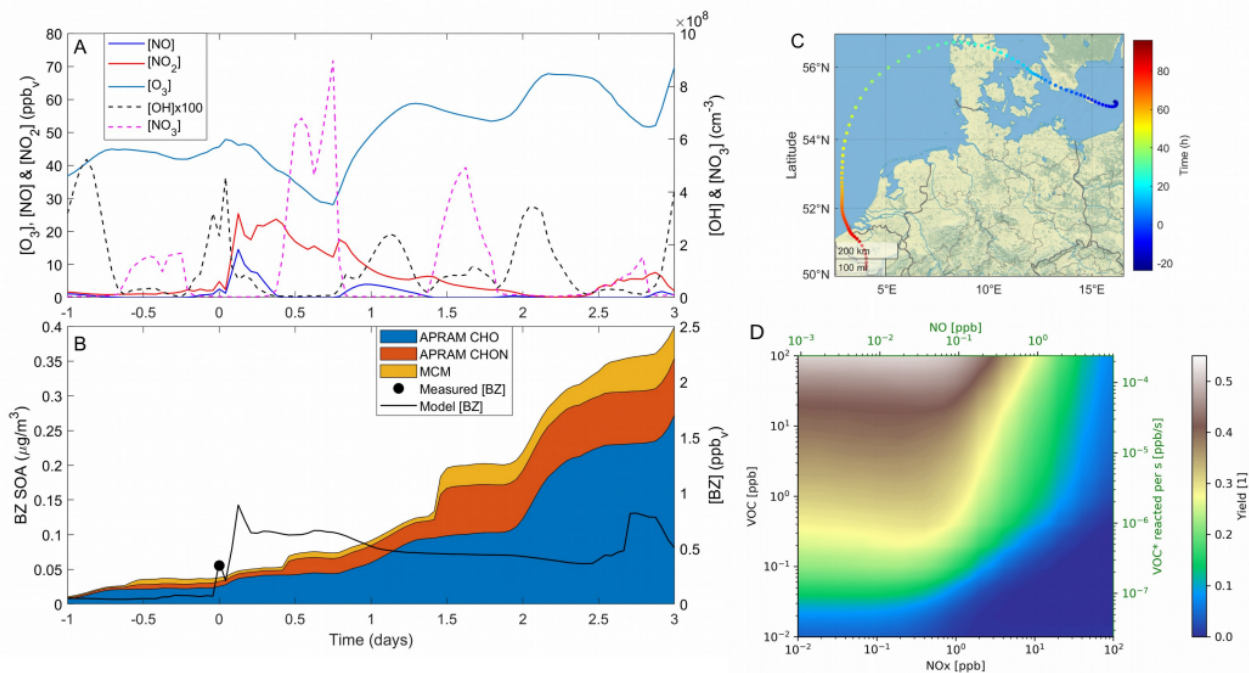 A
[NO]
[NO2]
[O3]
[OH]x100
[NO3]
[O3], [NO] & [NO2] (ppbv)
80
70
60
50
40
30
20
10
0
×10^8
10
8
6
4
2
0
[OH] & [NO3] (cm-3)
-1 -0.5 0 0.5 1 1.5 2 2.5 3
B
APRAM CHO
APRAM CHON
MCM
Measured [BZ]
Model [BZ]
BZ SOA (μg/m3)
0.4
0.35
0.3
0.25
0.2
0.15
0.1
0.05
0
2.5
2
1.5
1
0.5
0
[BZ] (ppbv)
-1 -0.5 0 0.5 1 1.5 2 2.5 3
Time (days)
C
Latitude
56°N
54°N
52°N
50°N
200 km
100 mi
5°E 10°E 15°E
80
60
40
20
0
-20
Time (h)
D
NO [ppb]
10^-3 10^-2 10^-1 10^0
VOC [ppb]
10^2
10^1
10^0
10^-1
10^-2
10^-4
10^-5
10^-6
10^-7
VOC* reacted per s [ppb/s]
10^-2 10^-1 10^0 10^1 10^2
NOx [ppb]
0.5
0.4
0.3
0.2
0.1
0.0
Yield [1]